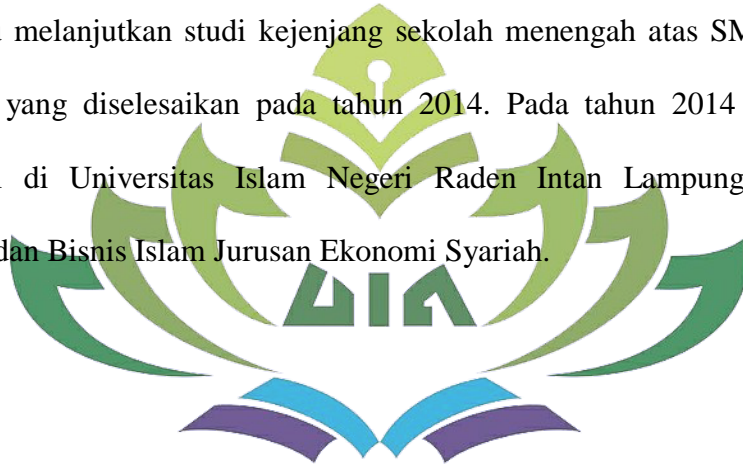 melanjutkan studi kejenjang sekolah menengah atas
yang diselesaikan pada tahun 2014. Pada tahun 2014
di Universitas Islam Negeri Raden Intan Lampung
dan Bisnis Islam Jurusan Ekonomi Syariah.
UIN